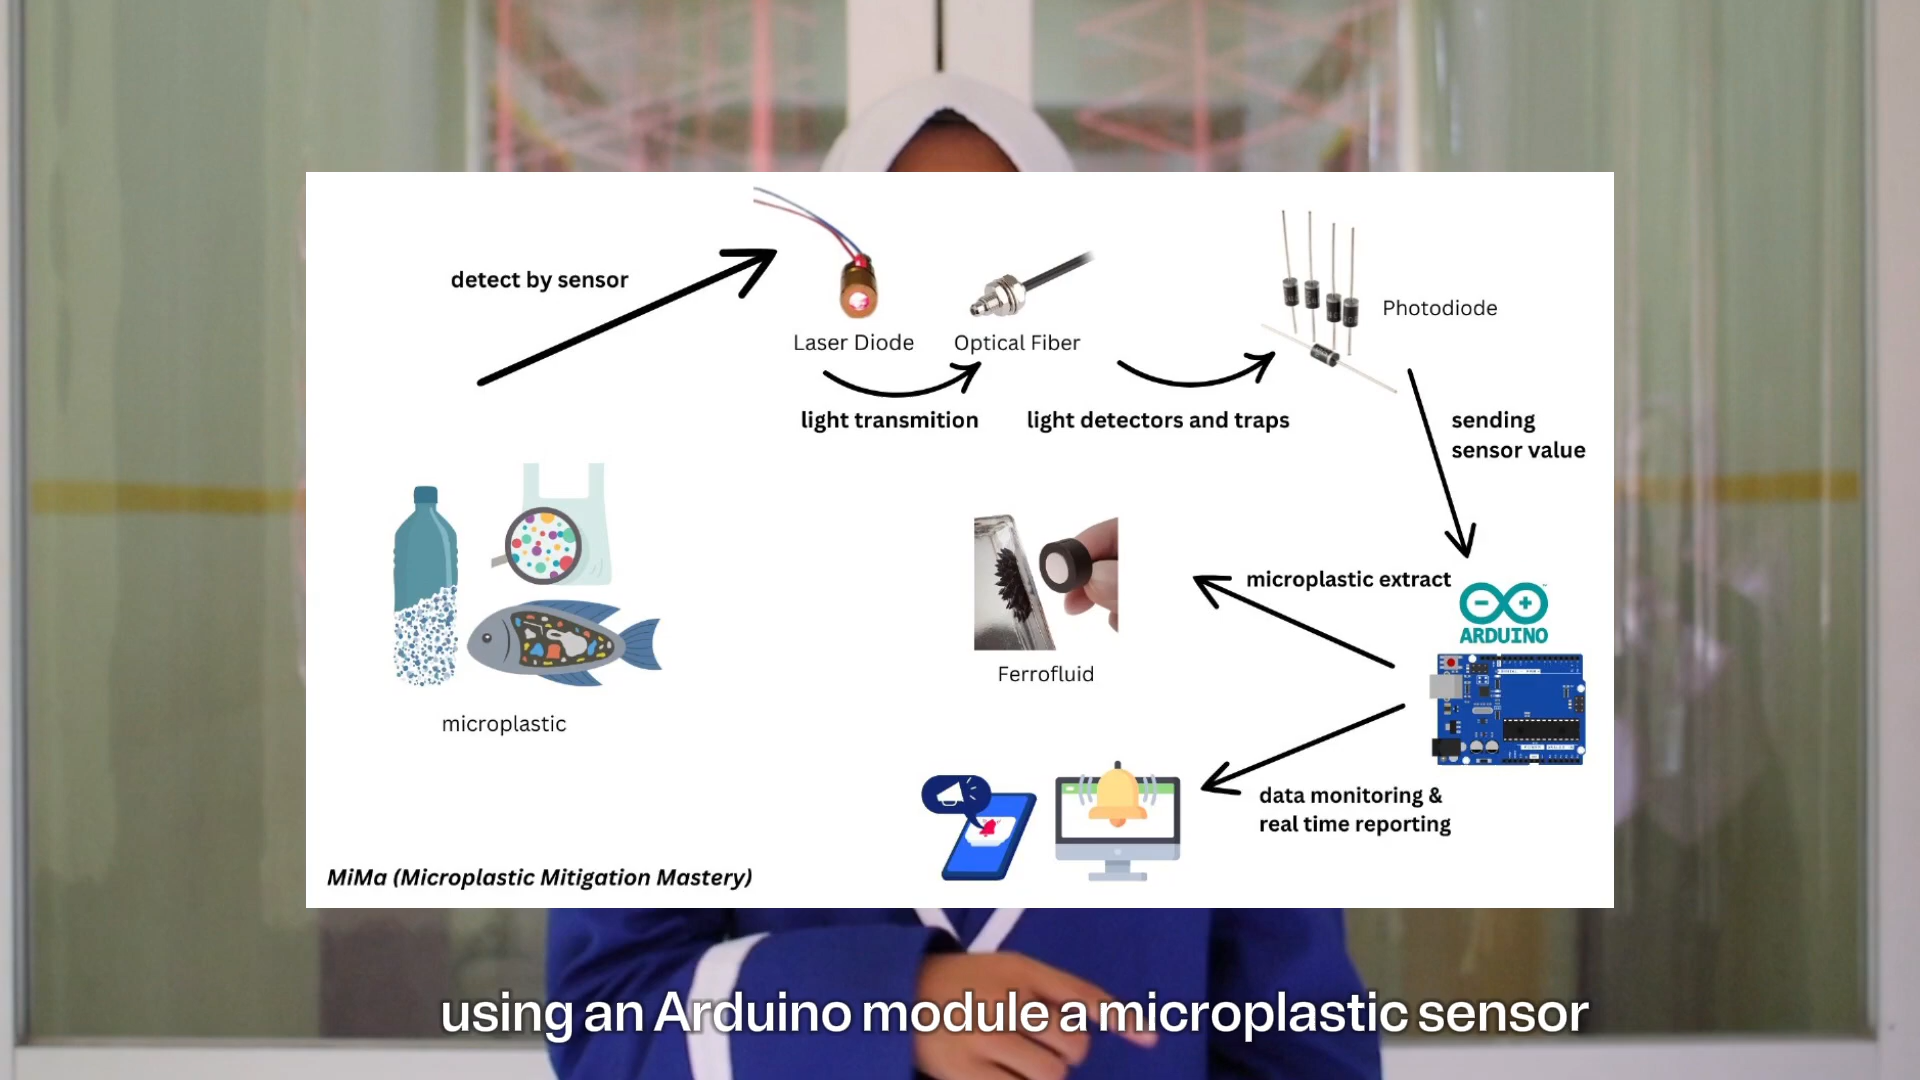 detect by sensor
Laser Diode
Optical Fiber
Photodiode
light transmition
light detectors and traps
sending
sensor value
microplastic extract
ARDUINO
Ferrofluid
microplastic
data monitoring &
real time reporting
MiMa (Microplastic Mitigation Mastery)
using an Arduino module a microplastic sensor